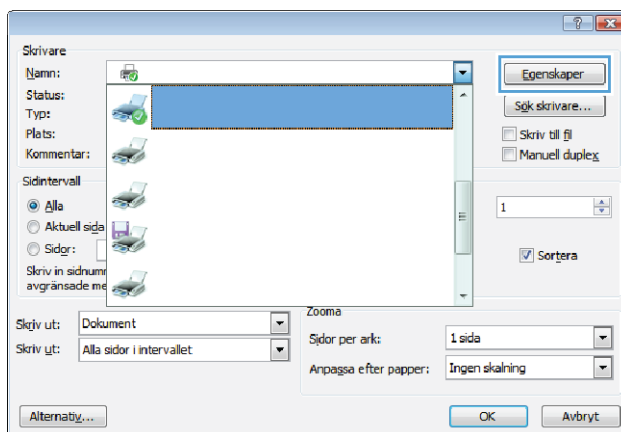 Skrivare
Namn:
Egenskaper
Status:
Typ:
Sök skrivare...
Plats:
Skriv till fil
Kommentar:
Manuell duplex
Sidintervall
Alla
1
Aktuell sida
Sidor:
Sortera
Skriv in
avgränsade
Zooma
Skriv ut: Dokument
Sidor per ark: 1 sida
Skriv ut: Alla sidor i intervallet
Anpassa efter papper: Ingen skalning
Alternativ...
OK
Avbryt